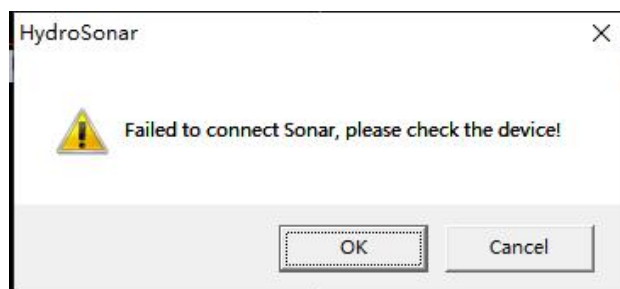 HydroSonar
Failed to connect Sonar, please check the device!
OK
Cancel